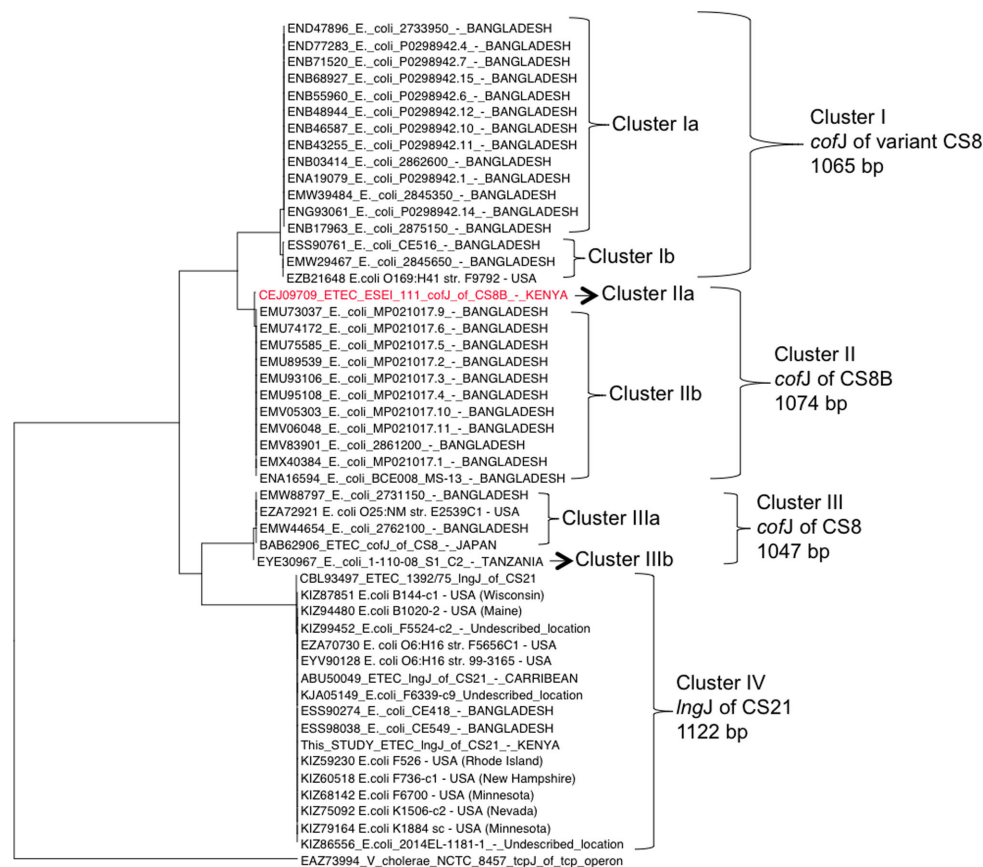 END47896_E._coli_2733950_-_BANGLADESH
END77283_E._coli_P0298942.4_-_BANGLADESH
ENB71520_E._coli_P0298942.7_-_BANGLADESH
ENB68927_E._coli_P0298942.15_-_BANGLADESH
ENB55960_E._coli_P0298942.6_-_BANGLADESH
ENB48944_E._coli_P0298942.12_-_BANGLADESH
ENB46587_E._coli_P0298942.10_-_BANGLADESH
ENB43255_E._coli_P0298942.11_-_BANGLADESH
ENB03414_E._coli_2862600_-_BANGLADESH
ENA19079_E._coli_P0298942.1_-_BANGLADESH
EMW39484_E._coli_2845350_-_BANGLADESH
ENG93061_E._coli_P0298942.14_-_BANGLADESH
ENB17963_E._coli_2875150_-_BANGLADESH
Cluster Ia
ESS90761_E._coli_CE516_-_BANGLADESH
EMW29467_E._coli_2845650_-_BANGLADESH
EZB21648 E.coli O169:H41 str. F9792 - USA
Cluster Ib
Cluster I
cofJ of variant CS8
1065 bp
CEJ09709_ETEC_ESEI_111_cofJ_of_CS8B_-_KENYA
Cluster IIa
EMU73037_E._coli_MP021017.9_-_BANGLADESH
EMU74172_E._coli_MP021017.6_-_BANGLADESH
EMU75585_E._coli_MP021017.5_-_BANGLADESH
EMU89539_E._coli_MP021017.2_-_BANGLADESH
EMU93106_E._coli_MP021017.3_-_BANGLADESH
EMU95108_E._coli_MP021017.4_-_BANGLADESH
EMV05303_E._coli_MP021017.10_-_BANGLADESH
EMV06048_E._coli_MP021017.11_-_BANGLADESH
EMV83901_E._coli_2861200_-_BANGLADESH
EMX40384_E._coli_MP021017.1_-_BANGLADESH
ENA16594_E._coli_BCE008_MS-13_-_BANGLADESH
Cluster IIb
Cluster II
cofJ of CS8B
1074 bp
EMW88797_E._coli_2731150_-_BANGLADESH
EZA72921 E. coli O25:NM str. E2539C1 - USA
EMW44654_E._coli_2762100_-_BANGLADESH
BAB62906_ETEC_cofJ_of_CS8_-_JAPAN
Cluster IIIa
EYE30967_E._coli_1-110-08_S1_C2_-_TANZANIA
Cluster IIIb
Cluster III
cofJ of CS8
1047 bp
CBL93497_ETEC_1392/75_lngJ_of_CS21
KIZ87851 E.coli B144-c1 - USA (Wisconsin)
KIZ94480 E.coli B1020-2 - USA (Maine)
KIZ99452_E.coli_F5524-c2_-_Undescribed_location
EZA70730 E. coli O6:H16 str. F5656C1 - USA
EYV90128 E. coli O6:H16 str. 99-3165 - USA
ABU50049_ETEC_lngJ_of_CS21_-_CARRIBEAN
KJA05149_E.coli_F6339-c9_Undescribed_location
ESS90274_E._coli_CE418_-_BANGLADESH
ESS98038_E._coli_CE549_-_BANGLADESH
This_STUDY_ETEC_lngJ_of_CS21_-_KENYA
KIZ59230 E.coli F526 - USA (Rhode Island)
KIZ60518 E.coli F736-c1 - USA (New Hampshire)
KIZ68142 E.coli F6700 - USA (Minnesota)
KIZ75092 E.coli K1506-c2 - USA (Nevada)
KIZ79164 E.coli K1884 sc - USA (Minnesota)
KIZ86556_E.coli_2014EL-1181-1_-_Undescribed_location
Cluster IV
lngJ of CS21
1122 bp
EAZ73994_V_cholerae_NCTC_8457_tcpJ_of_tcp_operon